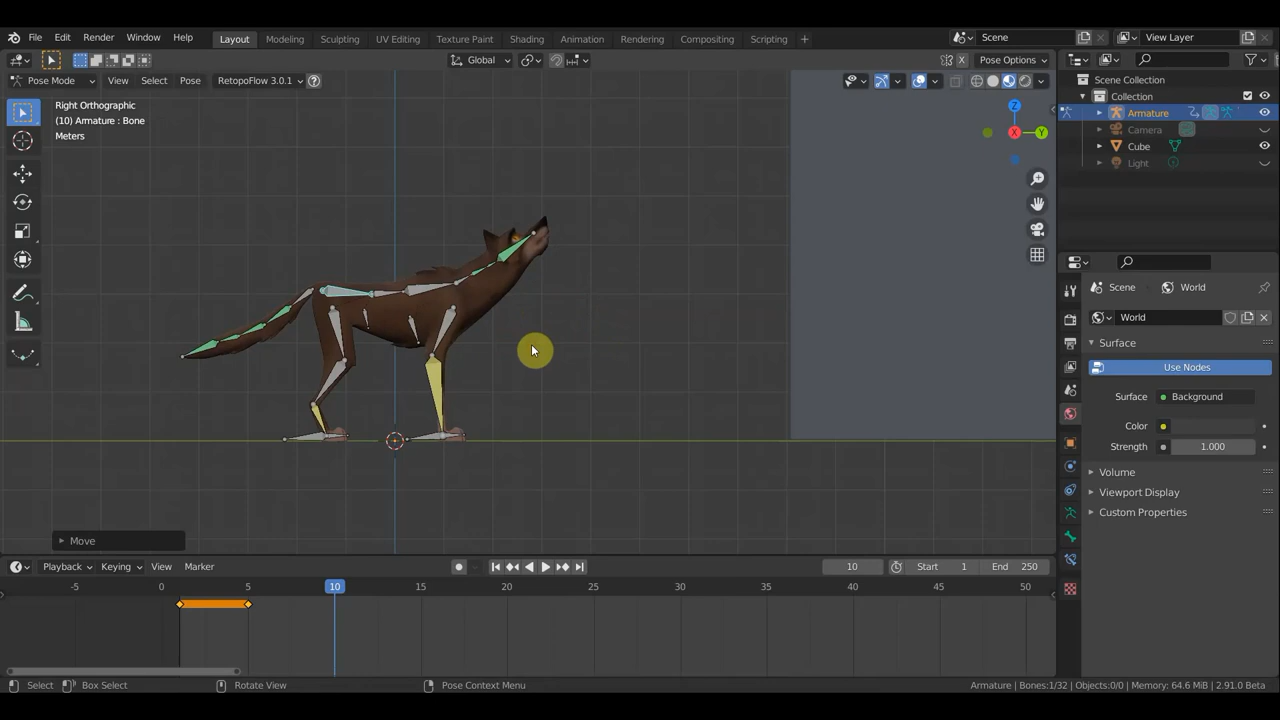 File Edit Render Window Help Layout Modeling Sculpting UV Editing Texture Paint Shading Animation Rendering Compositing Scripting + Scene View Layer
Global Pose Options
Pose Mode View Select Pose RetopoFlow 3.0.1
Right Orthographic
(10) Armature : Bone
Meters
Z
X
Y
Scene Collection
Collection
Armature
Camera
Cube
Light
Scene World
World
Surface
Use Nodes
Surface: Background
Color
Strength 1.000
Volume
Viewport Display
Custom Properties
Move
Playback Keying View Marker 10 Start 1 End 250
-5 0 5 10 15 20 25 30 35 40 45 50
Select Box Select Rotate View Pose Context Menu Armature | Bones:1/32 | Objects:0/0 | Memory: 64.6 MiB | 2.91.0 Beta